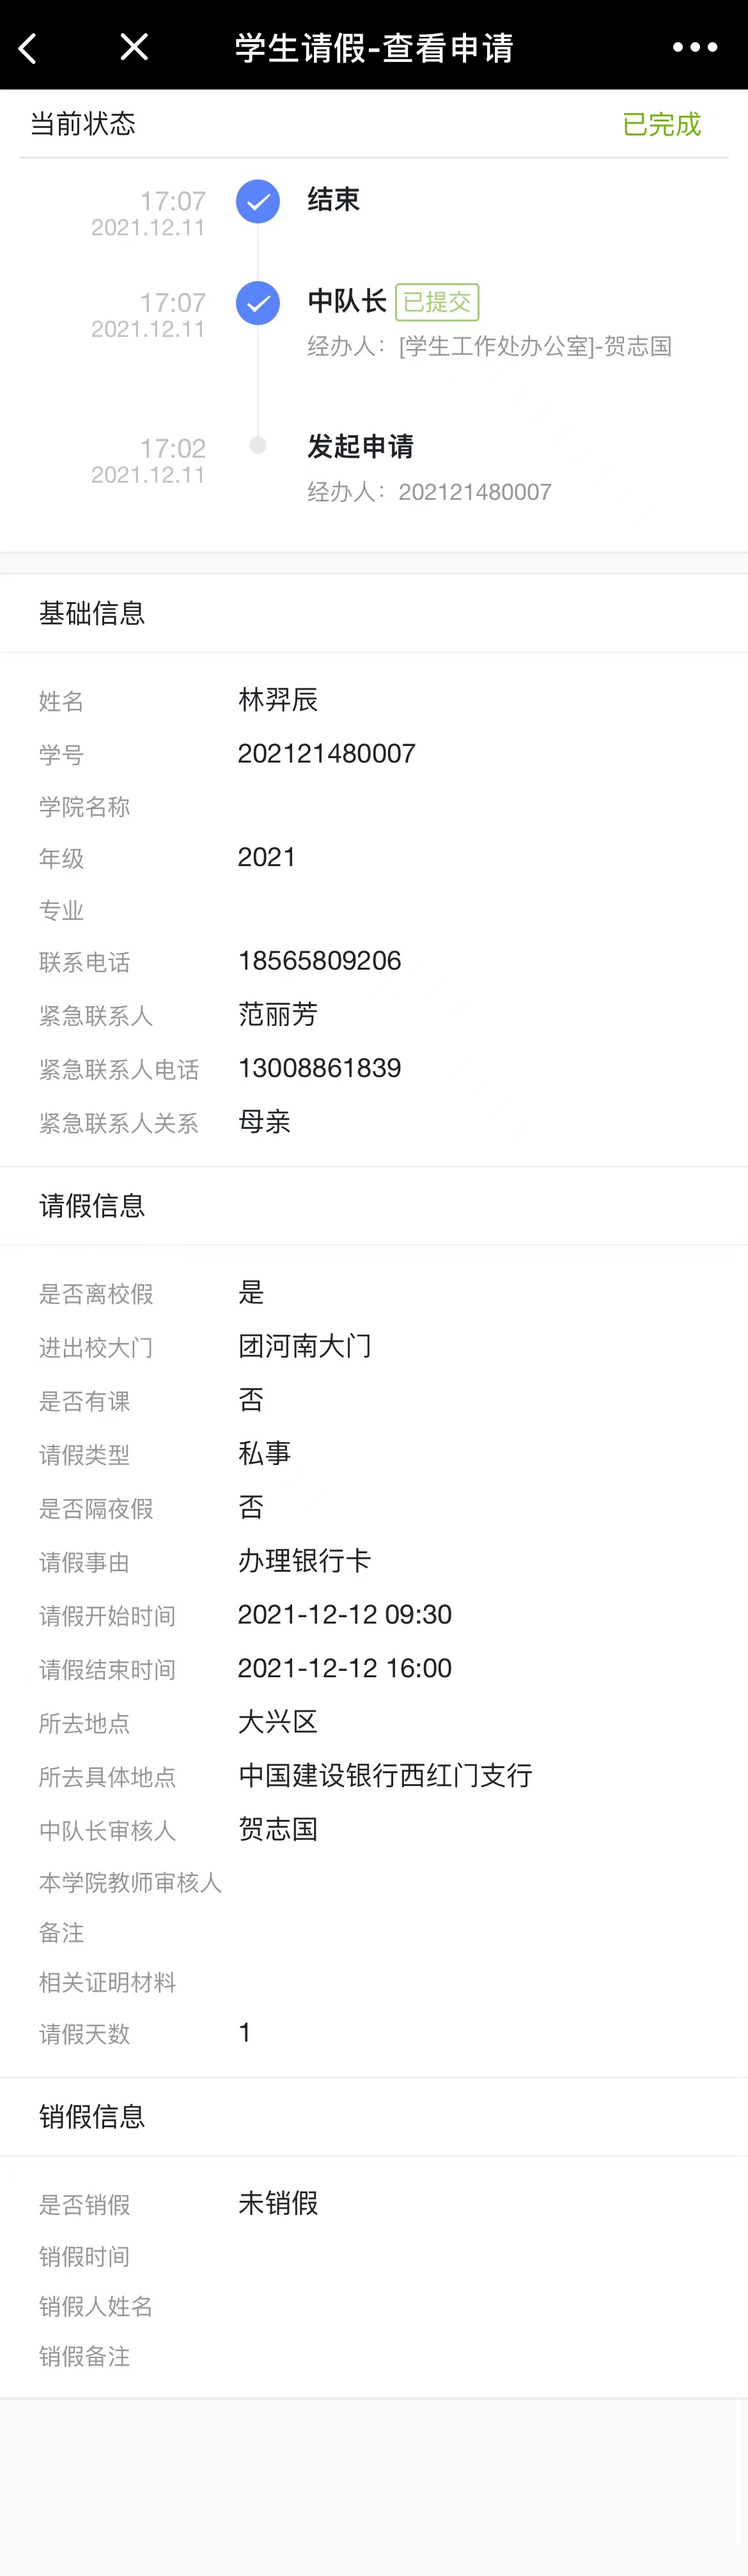 学生请假-查看申请
当前状态 已完成
17:07 结束
2021.12.11
17:07 中队长 已提交
2021.12.11 经办人：[学生工作处办公室]-贺志国
17:02 发起申请
2021.12.11 经办人：202121480007
基础信息
姓名 林羿辰
学号 202121480007
学院名称
年级 2021
专业
联系电话 18565809206
紧急联系人 范丽芳
紧急联系人电话 13008861839
紧急联系人关系 母亲
请假信息
是否离校假 是
进出校大门 团河南大门
是否有课 否
请假类型 私事
是否隔夜假 否
请假事由 办理银行卡
请假开始时间 2021-12-12 09:30
请假结束时间 2021-12-12 16:00
所去地点 大兴区
所去具体地点 中国建设银行西红门支行
中队长审核人 贺志国
本学院教师审核人
备注
相关证明材料
请假天数 1
销假信息
是否销假 未销假
销假时间
销假人姓名
销假备注